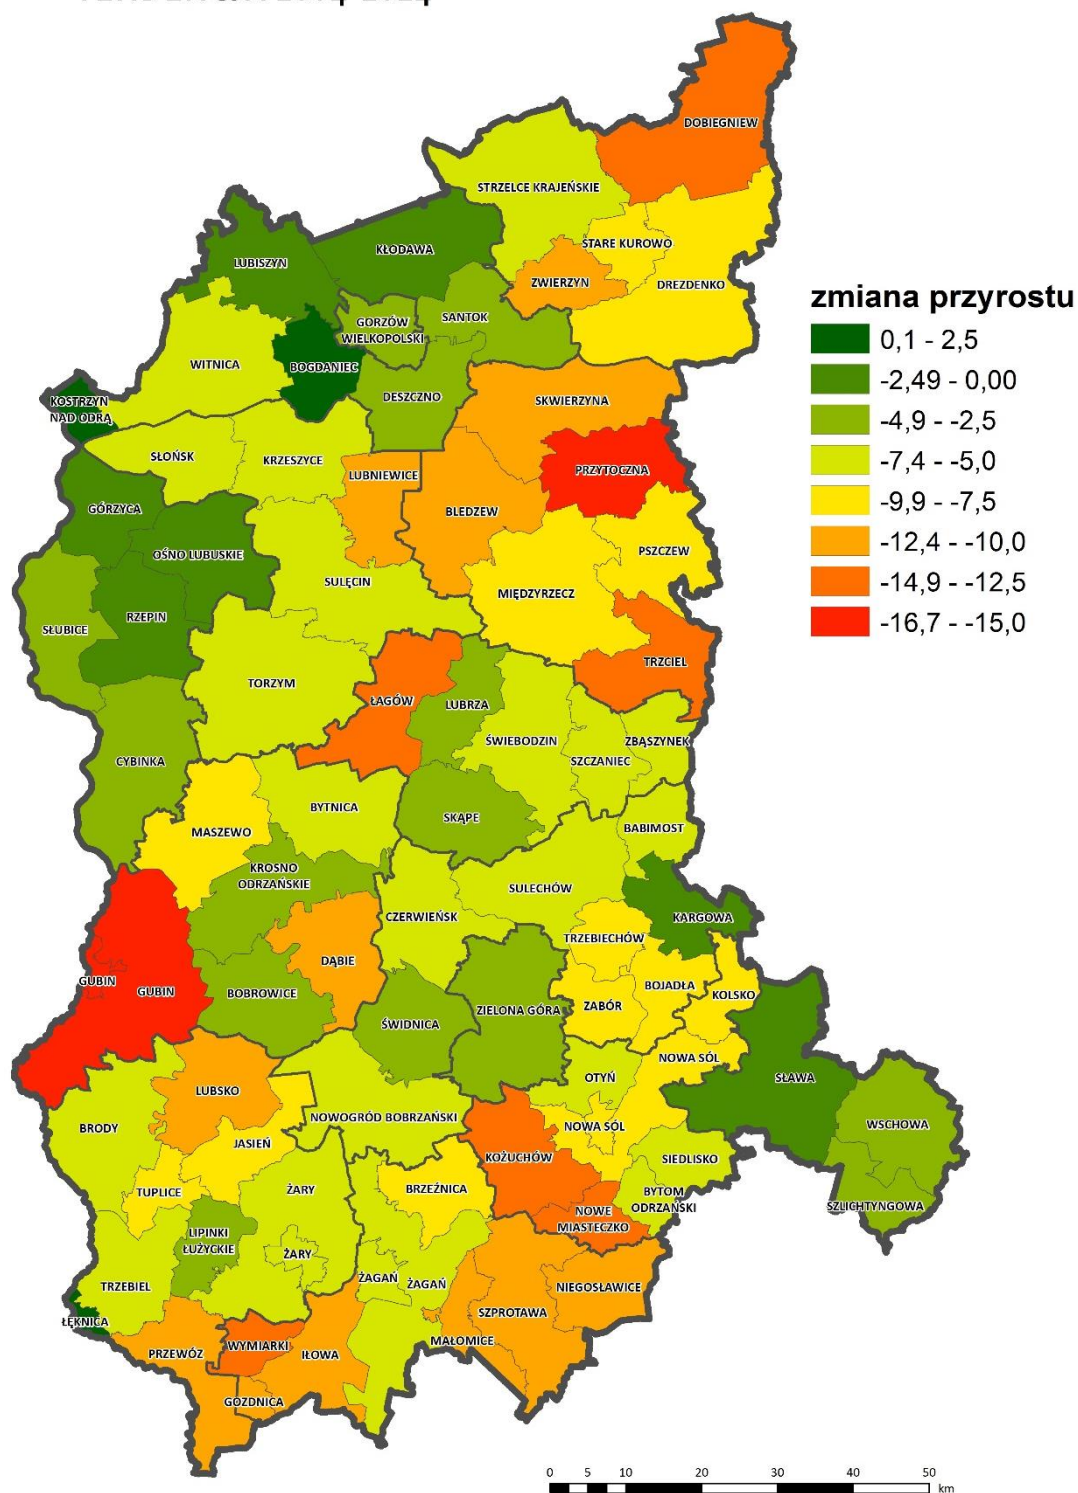 DOBIEGNIEW
STRZELCE KRAJEŃSKIE
STARE KUROWO
KŁODAWA
LUBISZYN
ZWIERZYN
DREZDENKO
zmiana przyrostu
0,1 - 2,5
-2,49 - 0,00
-4,9 - -2,5
-7,4 - -5,0
-9,9 - -7,5
-12,4 - -10,0
-14,9 - -12,5
-16,7 - -15,0
GORZÓW
WIELKOPOLSKI
SANTOK
WITNICA
BOGDANIEC
DESZCZNO
SKWIERZYNA
KOSTRZYN
NAD ODRĄ
SŁOŃSK
KRZESZYCE
LUBNIEWICE
PRZYTOCZNA
GÓRZYCA
BLEDZEW
OŚNO LUBUSKIE
PSZCZEW
SULĘCIN
MIĘDZYRZECZ
RZEPIN
SŁUBICE
TRZCIEL
TORZYM
ŁAGÓW
LUBRZA
ŚWIEBODZIN
ZBĄSZYNEK
CYBINKA
SZCZANIEC
BYTNICA
SKĄPE
MASZEWO
BABIMOST
KROSNO
ODRZAŃSKIE
SULECHÓW
CZERWIEŃSK
KARGOWA
TRZEBIECHÓW
DĄBIE
GUBIN
GUBIN
BOBROWICE
BOJADŁA
KOLSKO
ZABÓR
ZIELONA GÓRA
ŚWIDNICA
NOWA SÓL
OTYŃ
SŁAWA
LUBSKO
NOWOGRÓD BOBRZAŃSKI
BRODY
NOWA SÓL
WSCHOWA
JASIEŃ
KOŻUCHÓW
SIEDLISKO
TUPLICE
ŻARY
BRZEŹNICA
BYTOM
ODRZAŃSKI
NOWE
MIASTECZKO
SZLICHTYNGOWA
LIPINKI
ŁUŻYCKIE
ŻARY
TRZEBIEL
ŻAGAŃ
ŻAGAŃ
NIEGOSŁAWICE
SZPROTAWA
ŁĘKNICA
MAŁOMICE
WYMIARKI
PRZEWÓZ
IŁOWA
GOZDNICA
0 5 10 20 30 40 50
km